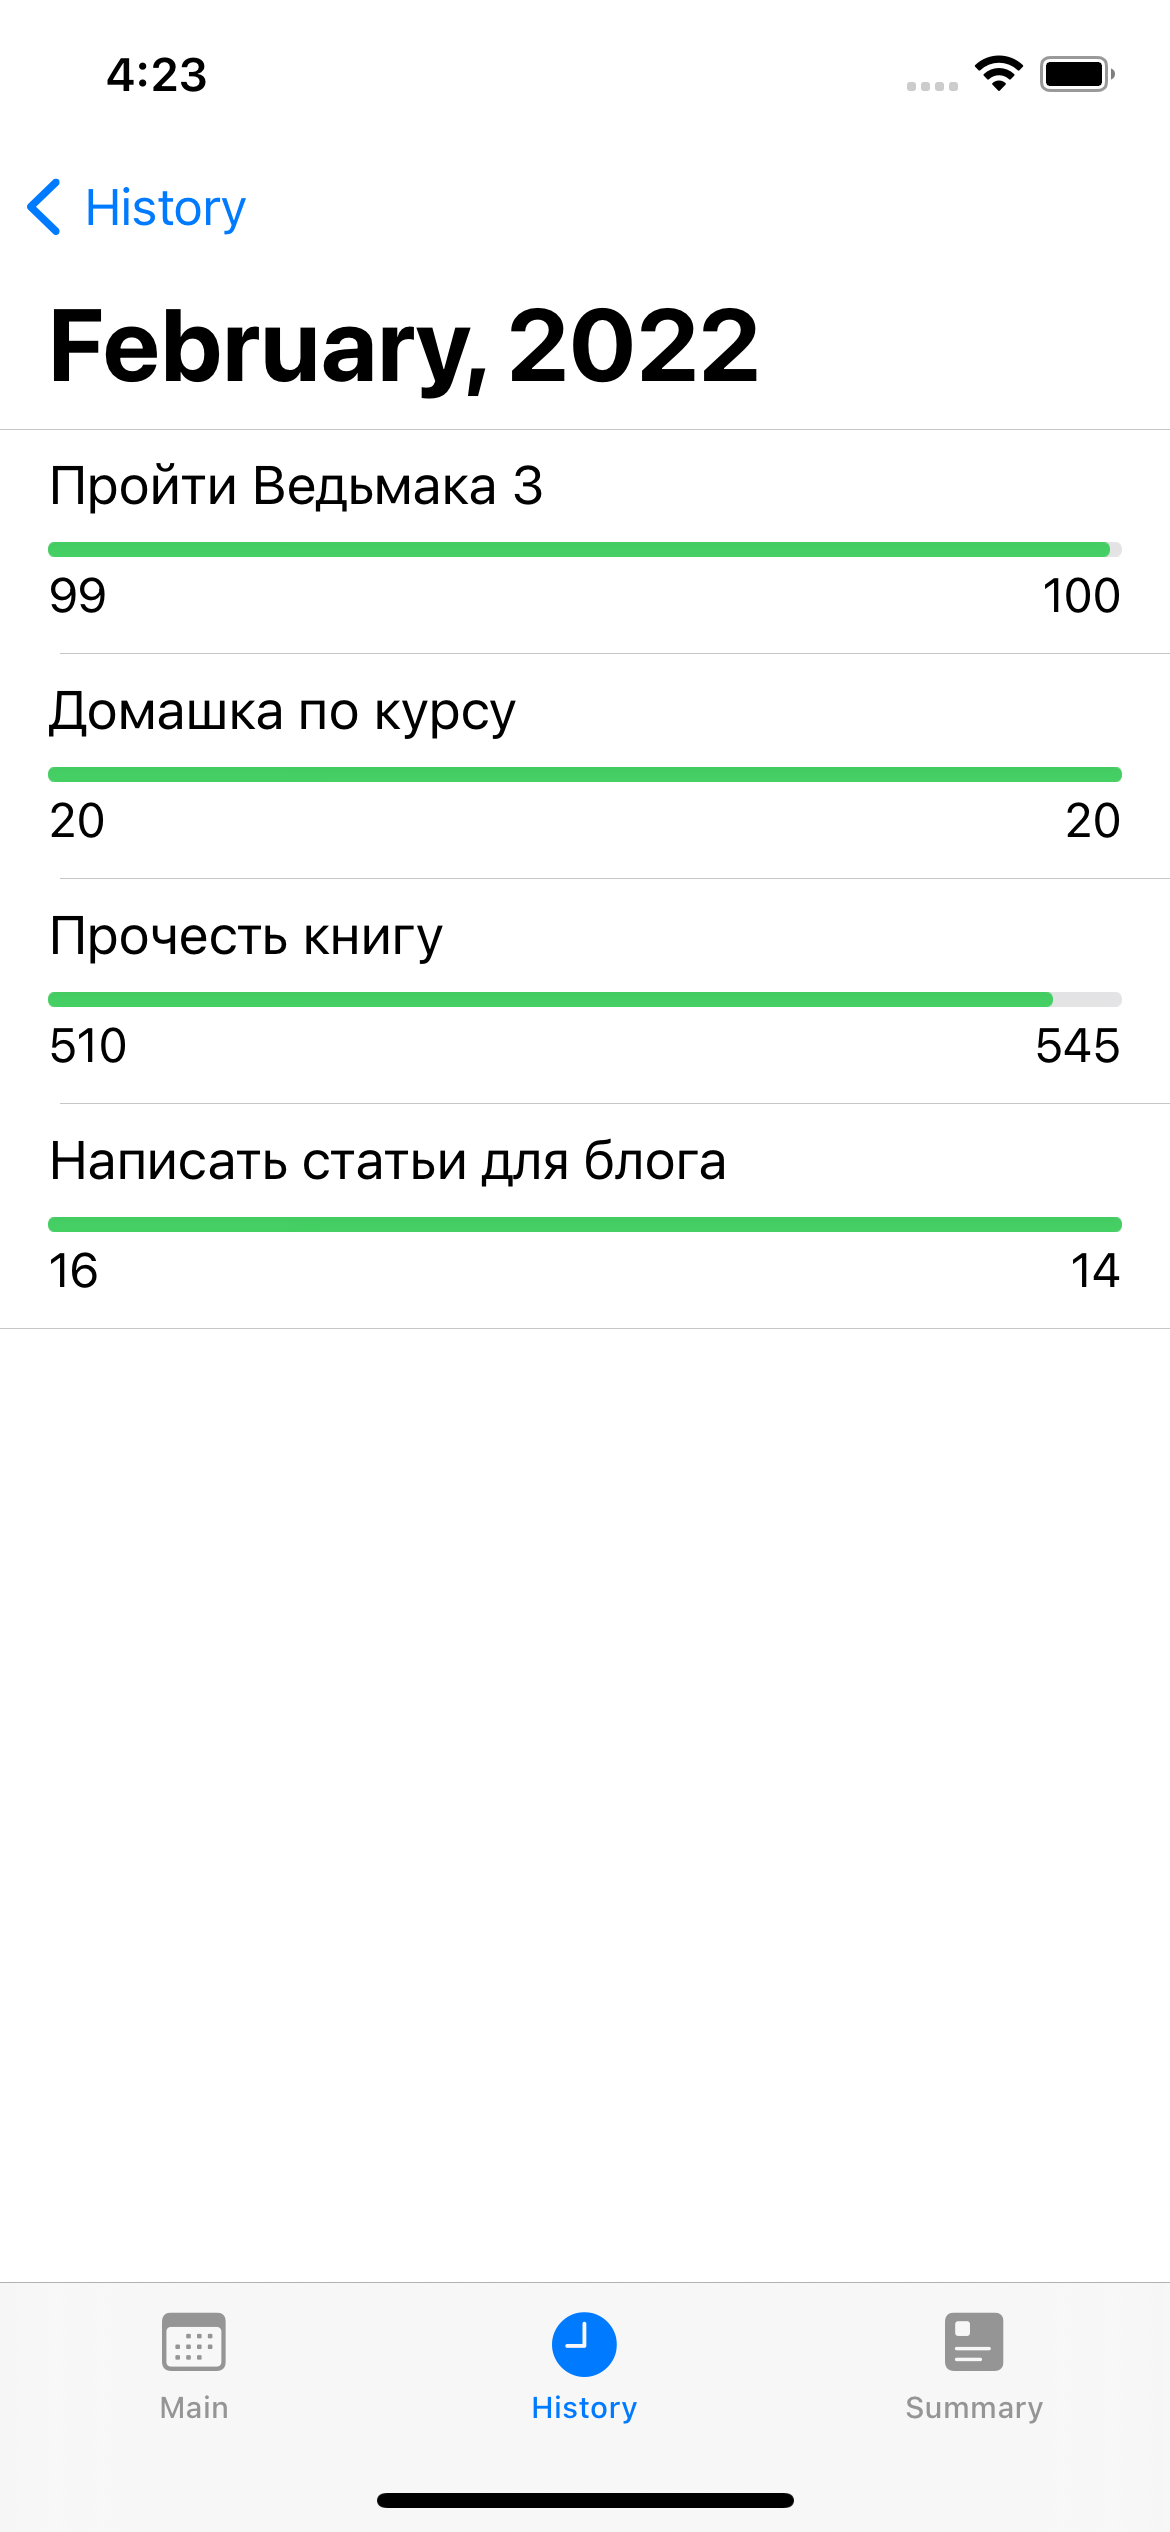 4:23
History
February, 2022
Пройти Ведьмака 3
99 100
Домашка по курсу
20 20
Прочесть книгу
510 545
Написать статьи для блога
16 14
Main History Summary